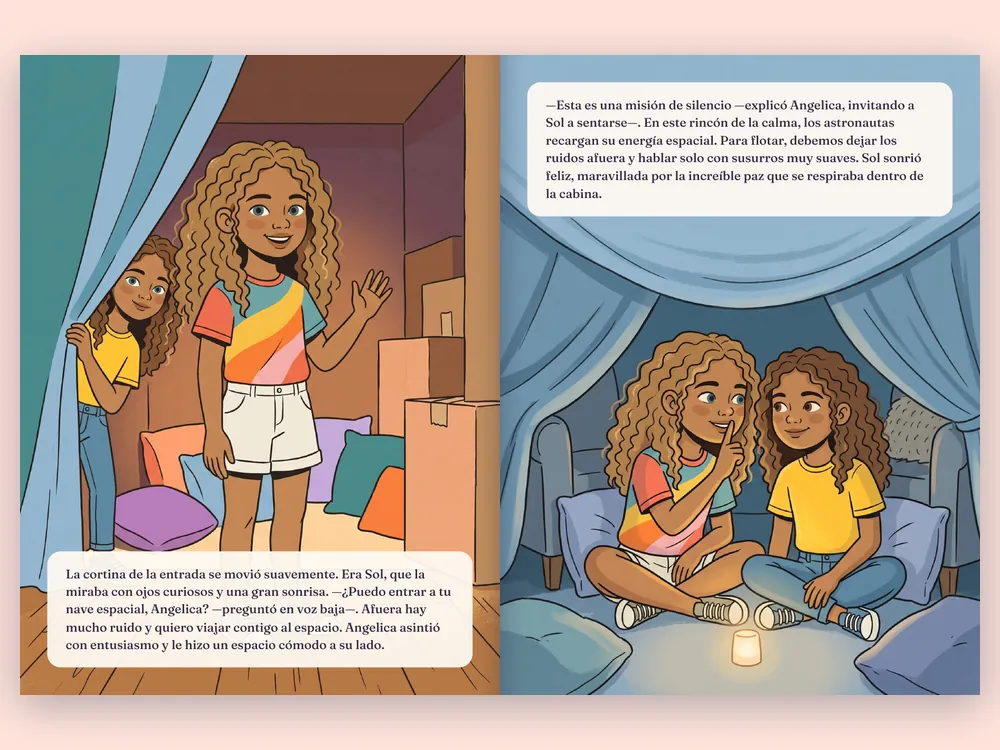 La cortina de la entrada se movió suavemente. Era Sol, que la
miraba con ojos curiosos y una gran sonrisa. —¿Puedo entrar a tu
nave espacial, Angelica? —preguntó en voz baja—. Afuera hay
mucho ruido y quiero viajar contigo al espacio. Angelica asintió
con entusiasmo y le hizo un espacio cómodo a su lado.
—Esta es una misión de silencio —explicó Angelica, invitando a
Sol a sentarse—. En este rincón de la calma, los astronautas
recargan su energía espacial. Para flotar, debemos dejar los
ruidos afuera y hablar solo con susurros muy suaves. Sol sonrió
feliz, maravillada por la increíble paz que se respiraba dentro de
la cabina.